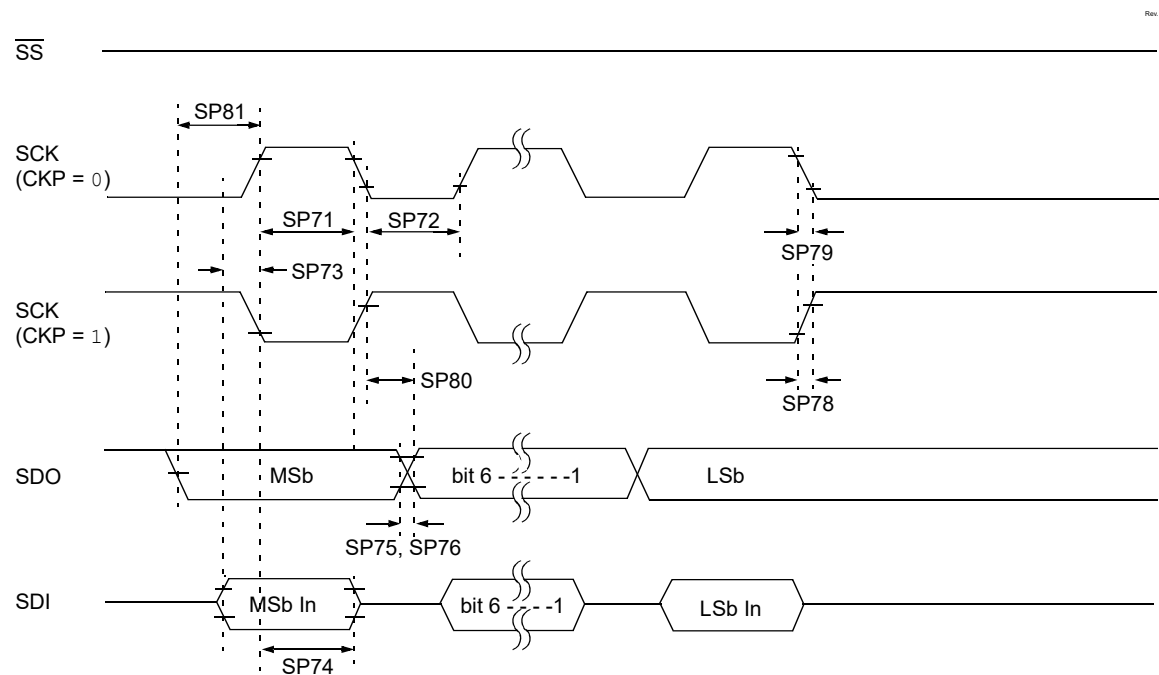 Rev.
SS
SP81
SCK
(CKP = 0)
SP71
SP72
SP79
SP73
SCK
(CKP = 1)
SP80
SP78
SDO
MSb
bit 6 - - - - - -1
LSb
SP75, SP76
SDI
MSb In
bit 6 - - - - -1
LSb In
SP74